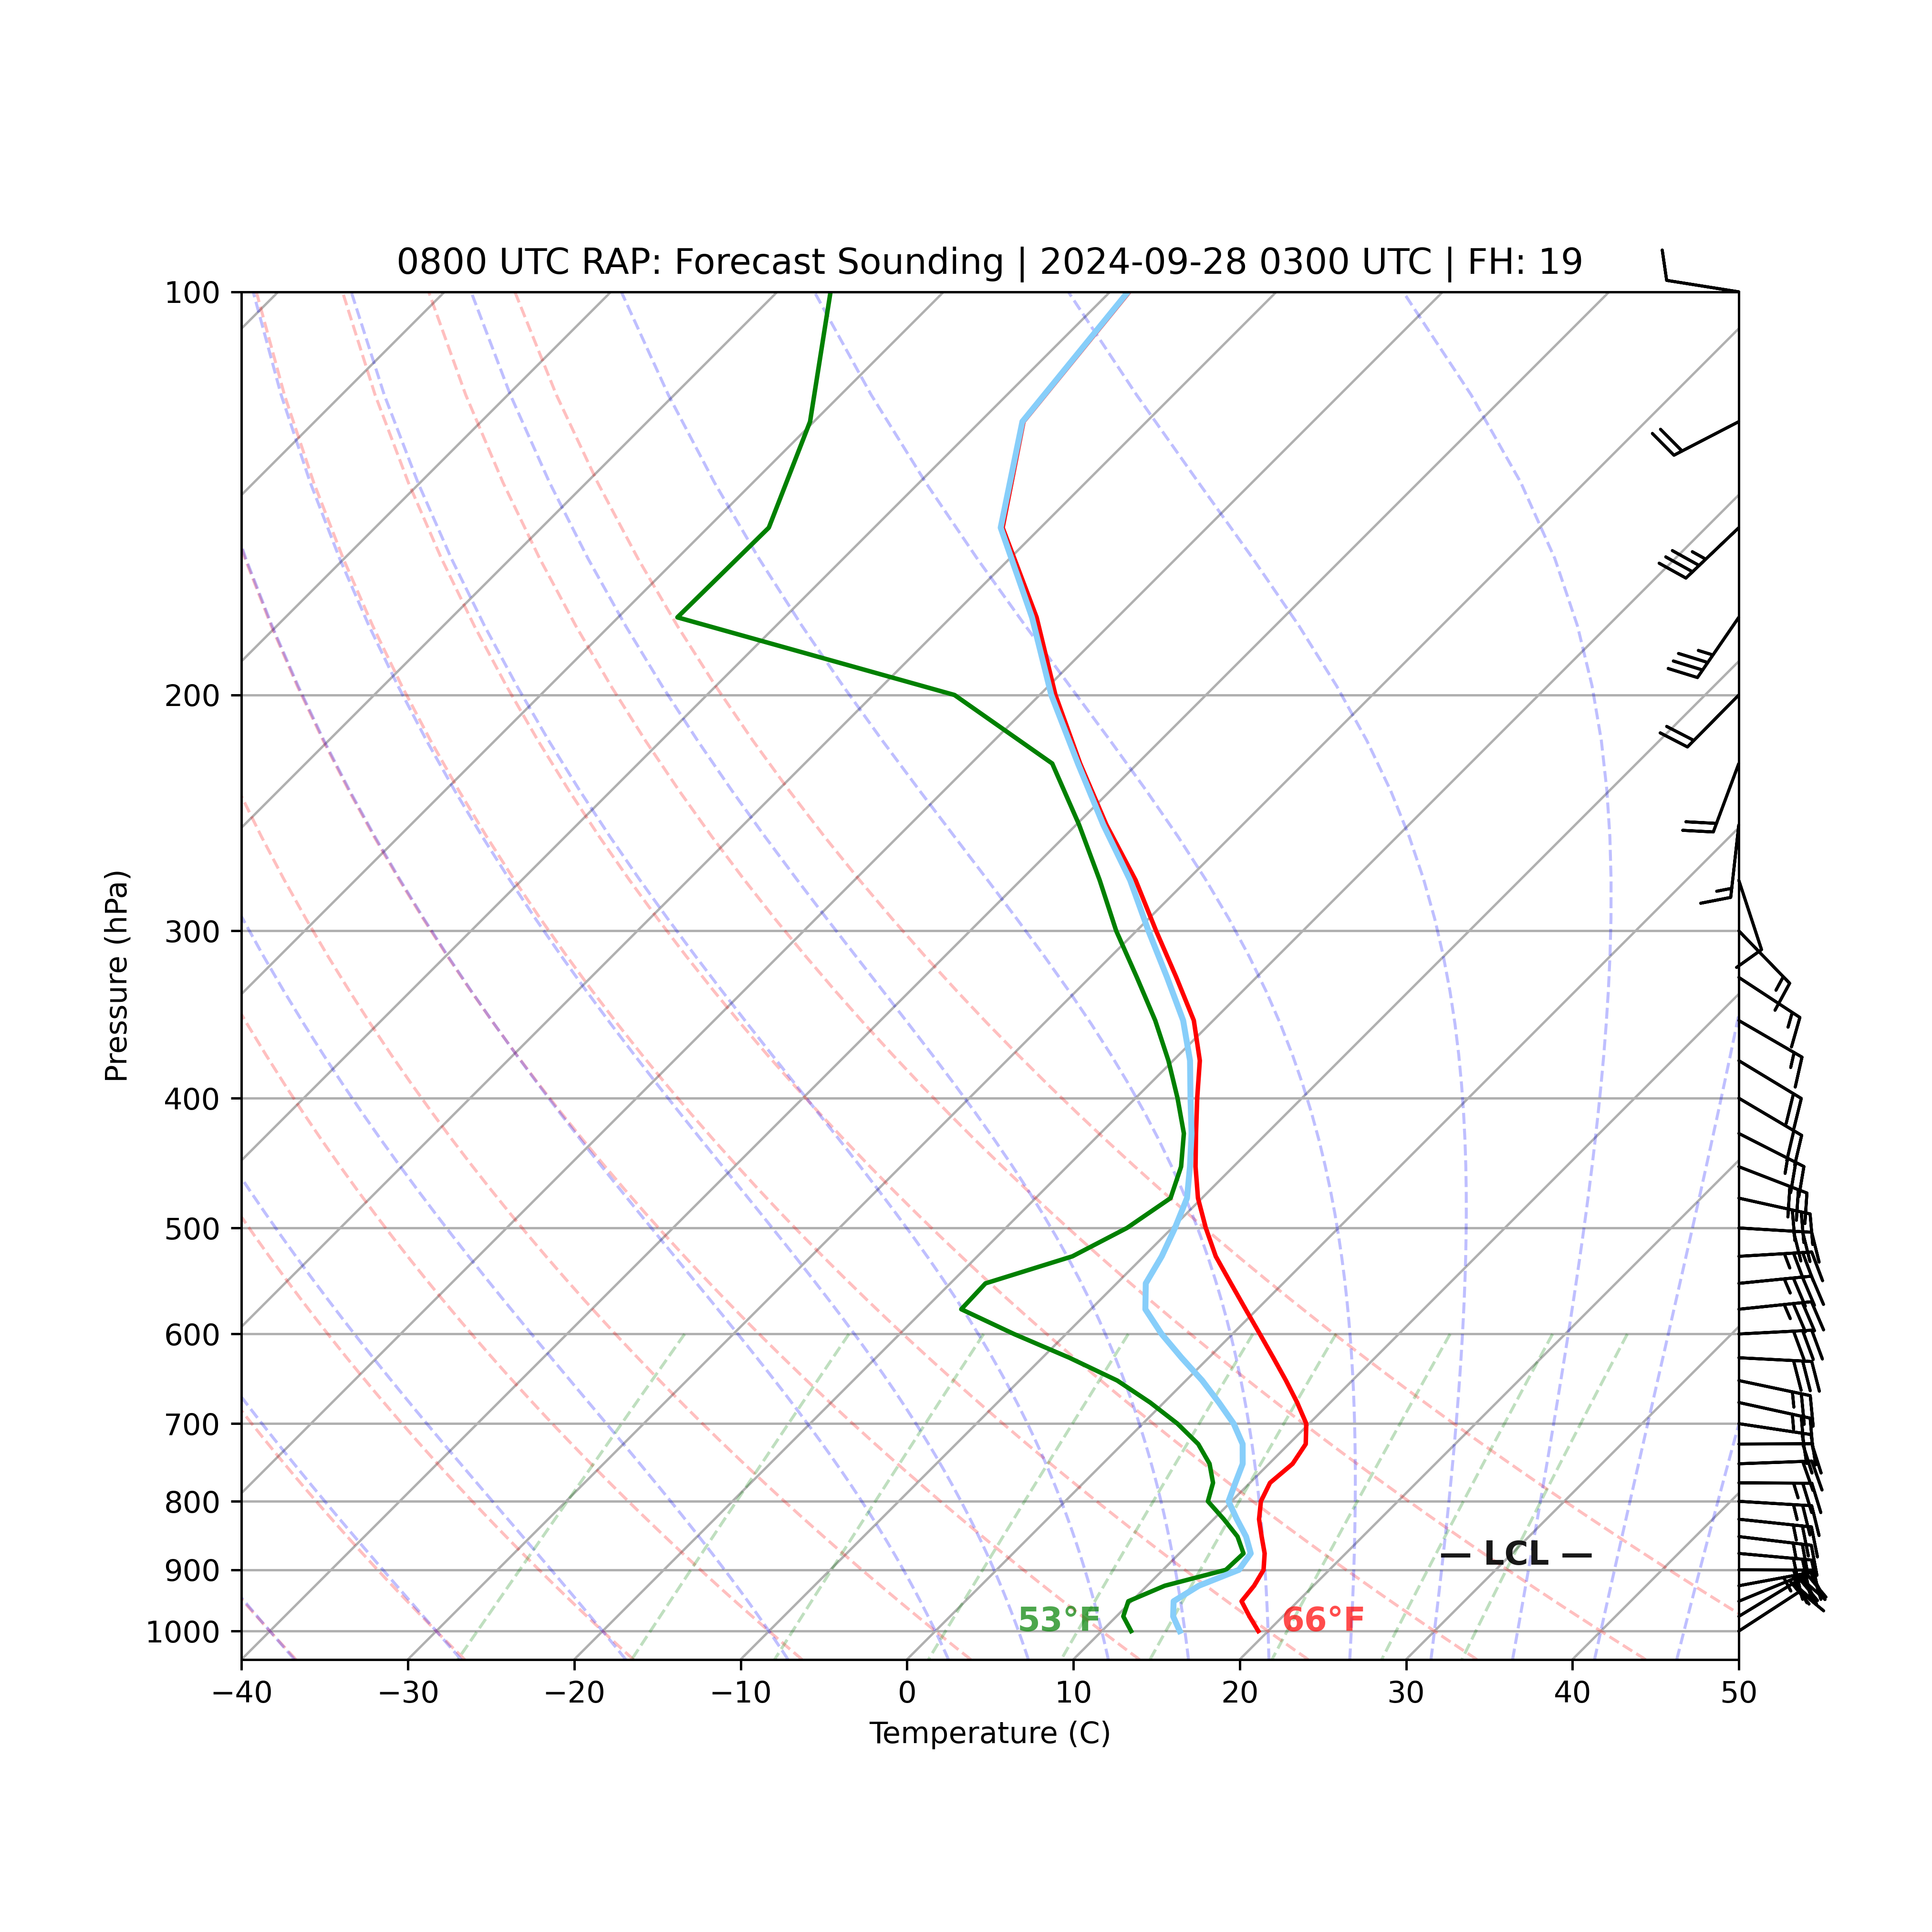 0800 UTC RAP: Forecast Sounding | 2024-09-28 0300 UTC | FH: 19
100
200
300
400
500
600
700
800
900
1000
Pressure (hPa)
— LCL —
53°F
66°F
−40 −30 −20 −10 0 10 20 30 40 50
Temperature (C)